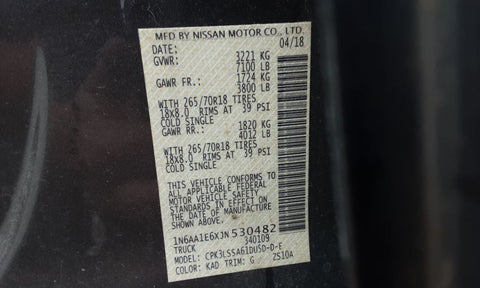 MFD BY NISSAN MOTOR CO., LTD.
DATE: 04/18
GVWR: 3221 KG
7100 LB
GAWR FR.: 1724 KG
3800 LB
WITH 265/70R18 TIRES
18X8.0 RIMS AT 39 PSI
COLD SINGLE
GAWR RR.: 1820 KG
4012 LB
WITH 265/70R18 TIRES
18X8.0 RIMS AT 39 PSI
COLD SINGLE
THIS VEHICLE CONFORMS TO
ALL APPLICABLE FEDERAL
MOTOR VEHICLE SAFETY
STANDARDS IN EFFECT ON
THE DATE OF MANUFACTURE
SHOWN ABOVE.
1N6AA1E6XJN530482
TRUCK 340109
MODEL: CPK3LSSA61DUSD-D-E
COLOR: KAD TRIM: G 2S10A